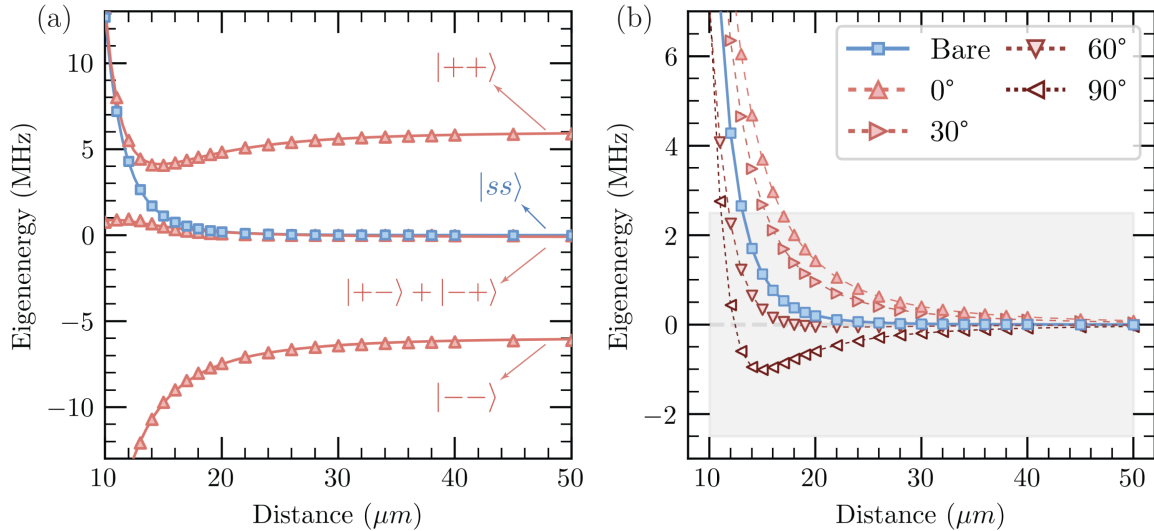 (a)
Eigenenergy (MHz)
10
5
0
−5
−10
|++⟩
|ss⟩
|+−⟩ + |−+⟩
|−−⟩
10 20 30 40 50
Distance (μm)
(b)
Eigenenergy (MHz)
6
4
2
0
−2
Bare
0°
30°
60°
90°
10 20 30 40 50
Distance (μm)